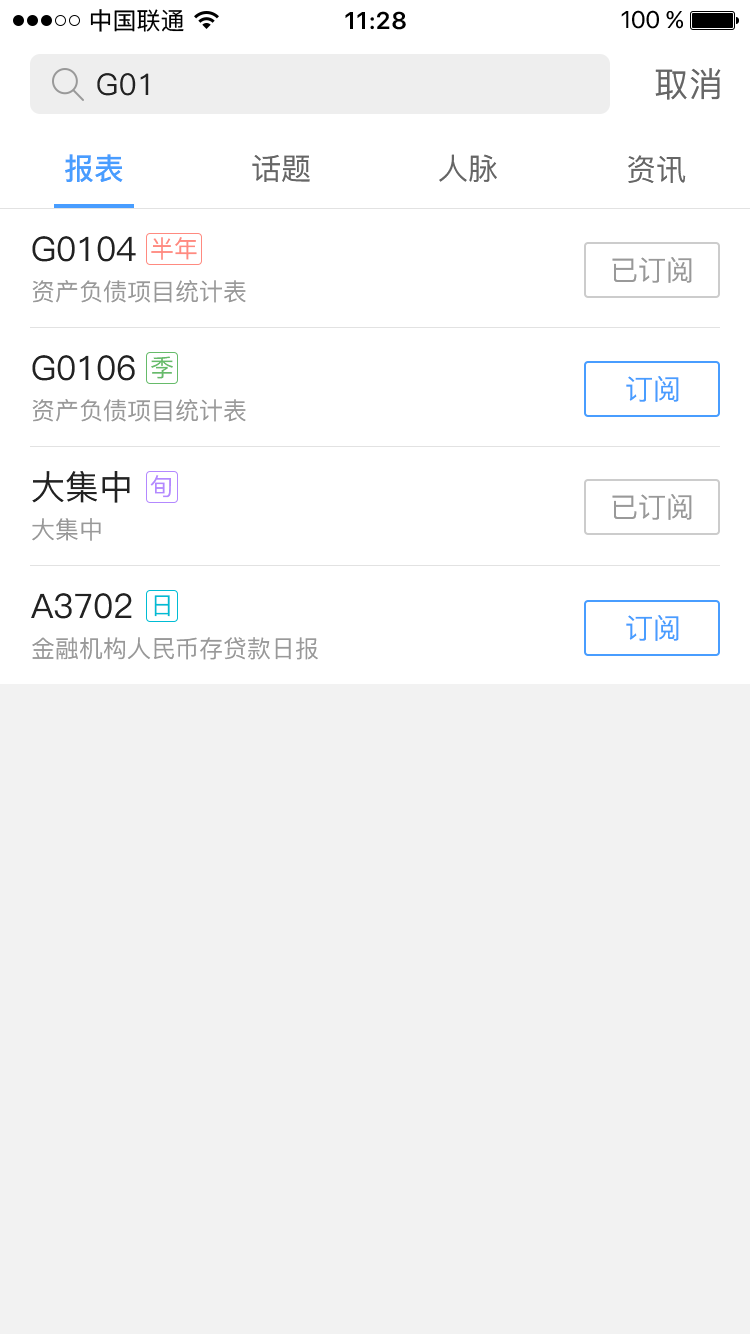 中国联通 11:28 100 %
G01 取消
报表 话题 人脉 资讯
G0104 半年
资产负债项目统计表
已订阅
G0106 季
资产负债项目统计表
订阅
大集中 旬
大集中
已订阅
A3702 日
金融机构人民币存贷款日报
订阅